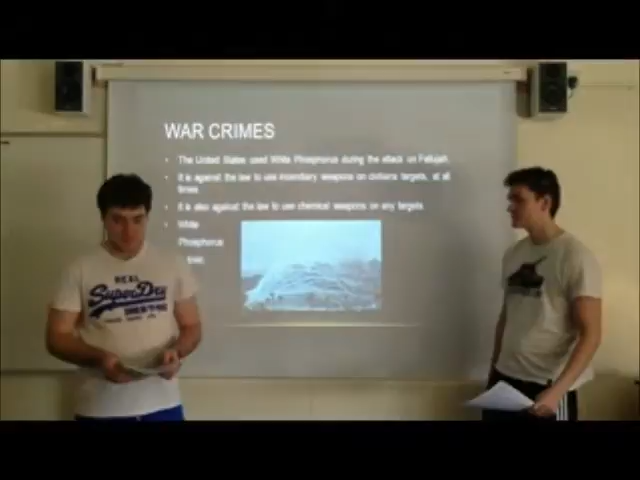 WAR CRIMES
The United States used White Phosphorus during the attack on Fallujah.
It is against the law to use incendiary weapons on civilians targets, at all
times
It is also against the law to use chemical weapons on any targets.
White
Phosphorus
REAL
SuperDry